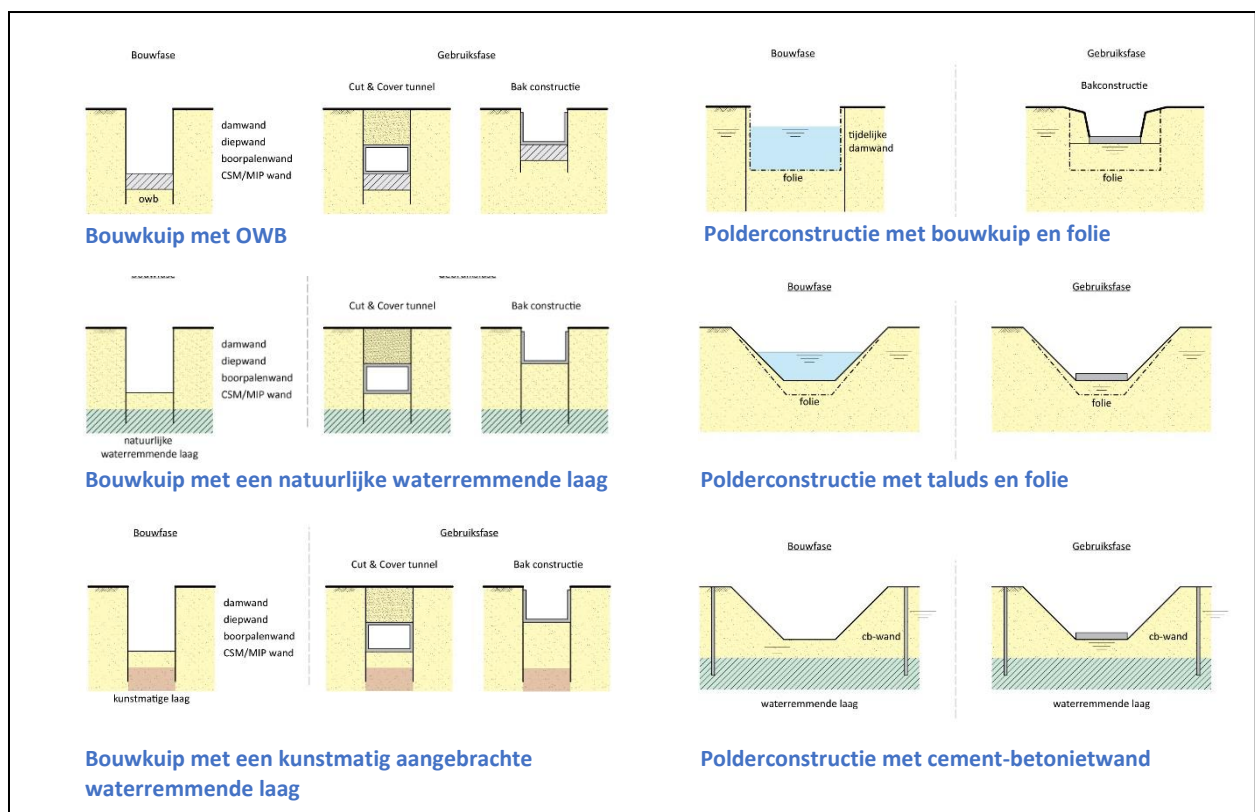 Bouwfase
Gebruiksfase
Cut & Cover tunnel
Bak constructie
damwand
diepwand
boorpalenwand
CSM/MIP wand
owb
Bouwkuip met OWB
Bouwfase
Gebruiksfase
Cut & Cover tunnel
Bak constructie
damwand
diepwand
boorpalenwand
CSM/MIP wand
natuurlijke
waterremmende laag
Bouwkuip met een natuurlijke waterremmende laag
Bouwfase
Gebruiksfase
Cut & Cover tunnel
Bak constructie
damwand
diepwand
boorpalenwand
CSM/MIP wand
kunstmatige laag
Bouwkuip met een kunstmatig aangebrachte
waterremmende laag
Bouwfase
Gebruiksfase
Bakconstructie
tijdelijke
damwand
folie
folie
Polderconstructie met bouwkuip en folie
Bouwfase
Gebruiksfase
folie
folie
Polderconstructie met taluds en folie
Bouwfase
Gebruiksfase
cb-wand
cb-wand
waterremmende laag
waterremmende laag
Polderconstructie met cement-betonietwand